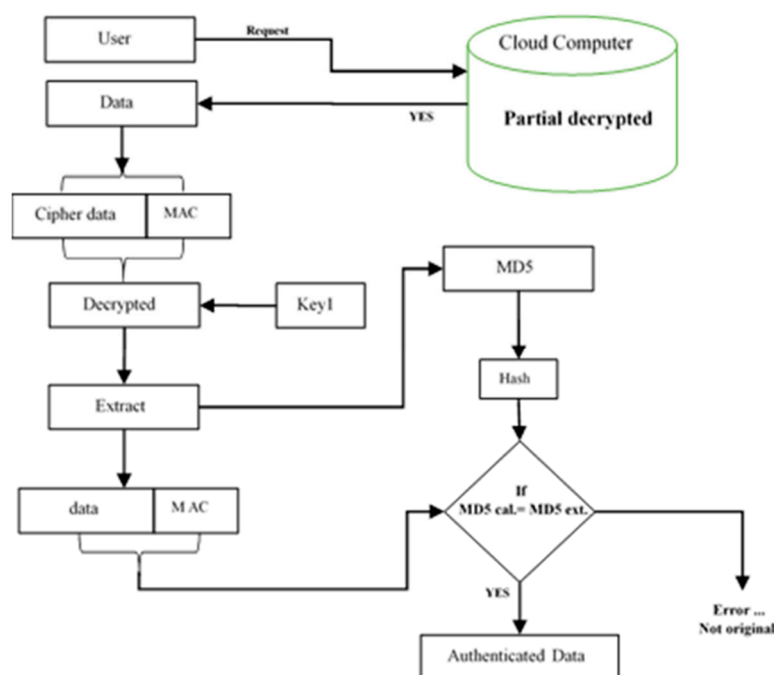 User
Request
Cloud Computer
Partial decrypted
Data
YES
Cipher data
MAC
MD5
Decrypted
Key1
Hash
Extract
data
M AC
If
MD5 cal.= MD5 ext.
YES
Error ...
Not original
Authenticated Data